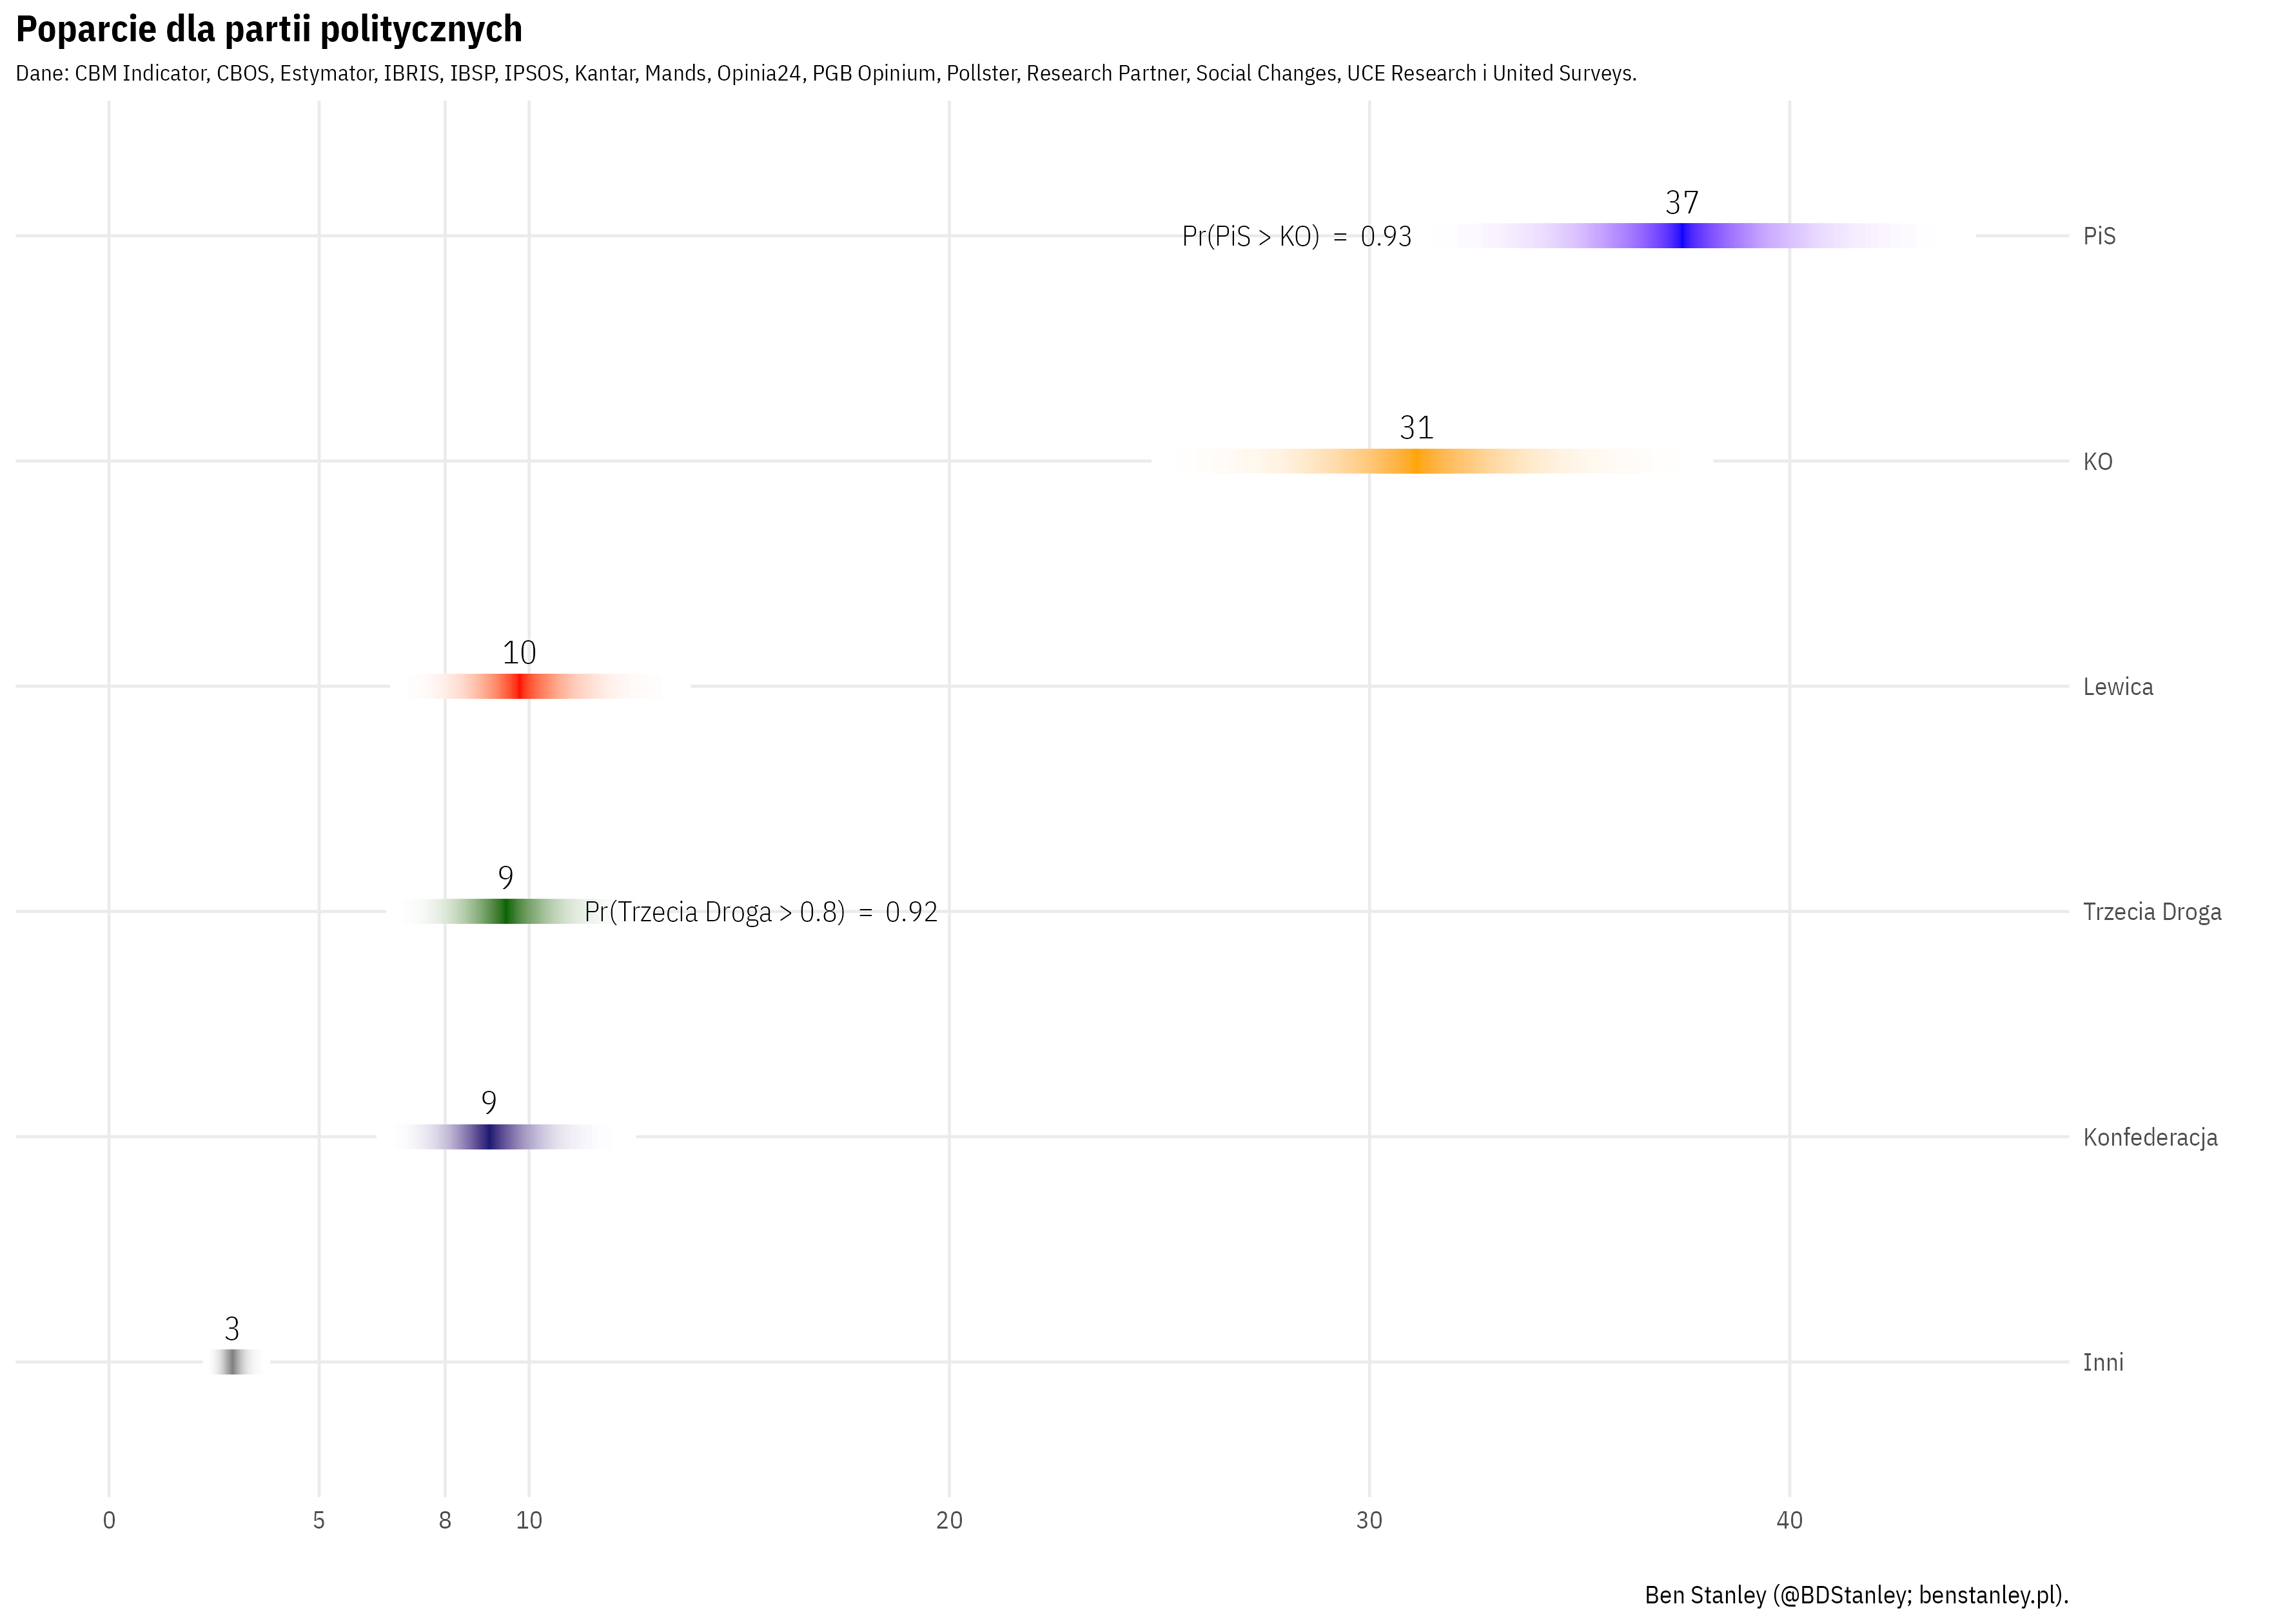 Poparcie dla partii politycznych
Dane: CBM Indicator, CBOS, Estymator, IBRIS, IBSP, IPSOS, Kantar, Mands, Opinia24, PGB Opinium, Pollster, Research Partner, Social Changes, UCE Research i United Surveys.
37
Pr(PiS > KO) = 0.93
PiS
31
KO
10
Lewica
9
Pr(Trzecia Droga > 0.8) = 0.92
Trzecia Droga
9
Konfederacja
3
Inni
0 5 8 10 20 30 40
Ben Stanley (@BDStanley; benstanley.pl).